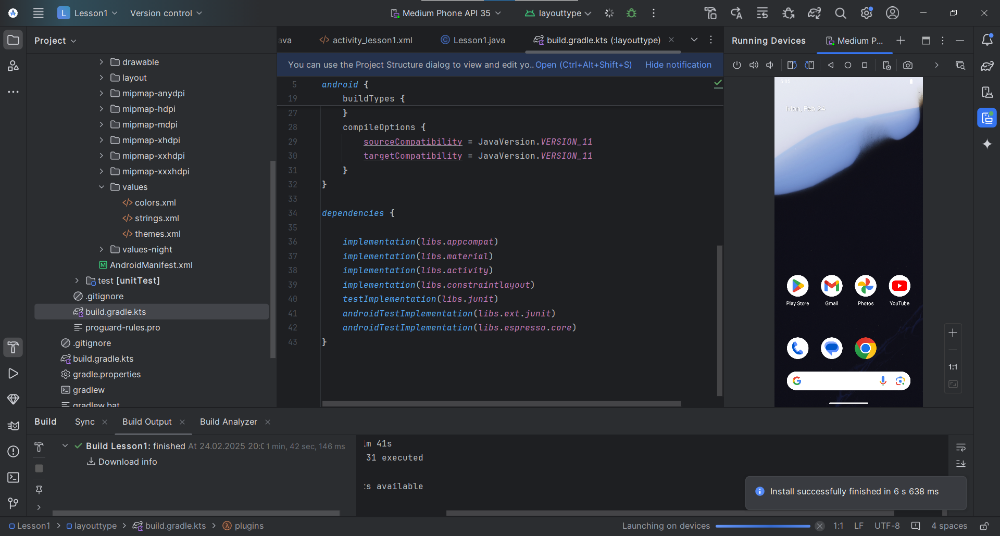 L Lesson1 Version control Medium Phone API 35 layouttype
Project
ava activity_lesson1.xml Lesson1.java build.gradle.kts (:layouttype)
Running Devices Medium P...
drawable
layout
mipmap-anydpi
mipmap-hdpi
mipmap-mdpi
mipmap-xhdpi
mipmap-xxhdpi
mipmap-xxxhdpi
values
colors.xml
strings.xml
themes.xml
values-night
AndroidManifest.xml
test [unitTest]
.gitignore
build.gradle.kts
proguard-rules.pro
.gitignore
build.gradle.kts
gradle.properties
gradlew
gradlew.bat
You can use the Project Structure dialog to view and edit yo.. Open (Ctrl+Alt+Shift+S) Hide notification
5 android {
19 buildTypes {
27 }
28 compileOptions {
29 sourceCompatibility = JavaVersion.VERSION_11
30 targetCompatibility = JavaVersion.VERSION_11
31 }
32 }
33
34 dependencies {
35
36 implementation(libs.appcompat)
37 implementation(libs.material)
38 implementation(libs.activity)
39 implementation(libs.constraintlayout)
40 testImplementation(libs.junit)
41 androidTestImplementation(libs.ext.junit)
42 androidTestImplementation(libs.espresso.core)
43 }
5:05
Mon, Feb 24
Play Store Gmail Photos YouTube
1:1
Build Sync Build Output Build Analyzer
Build Lesson1: finished At 24.02.2025 20:0 1 min, 42 sec, 146 ms
Download info
m 41s
31 executed
s available
Install successfully finished in 6 s 638 ms
Lesson1 layouttype build.gradle.kts plugins
Launching on devices 1:1 LF UTF-8 4 spaces